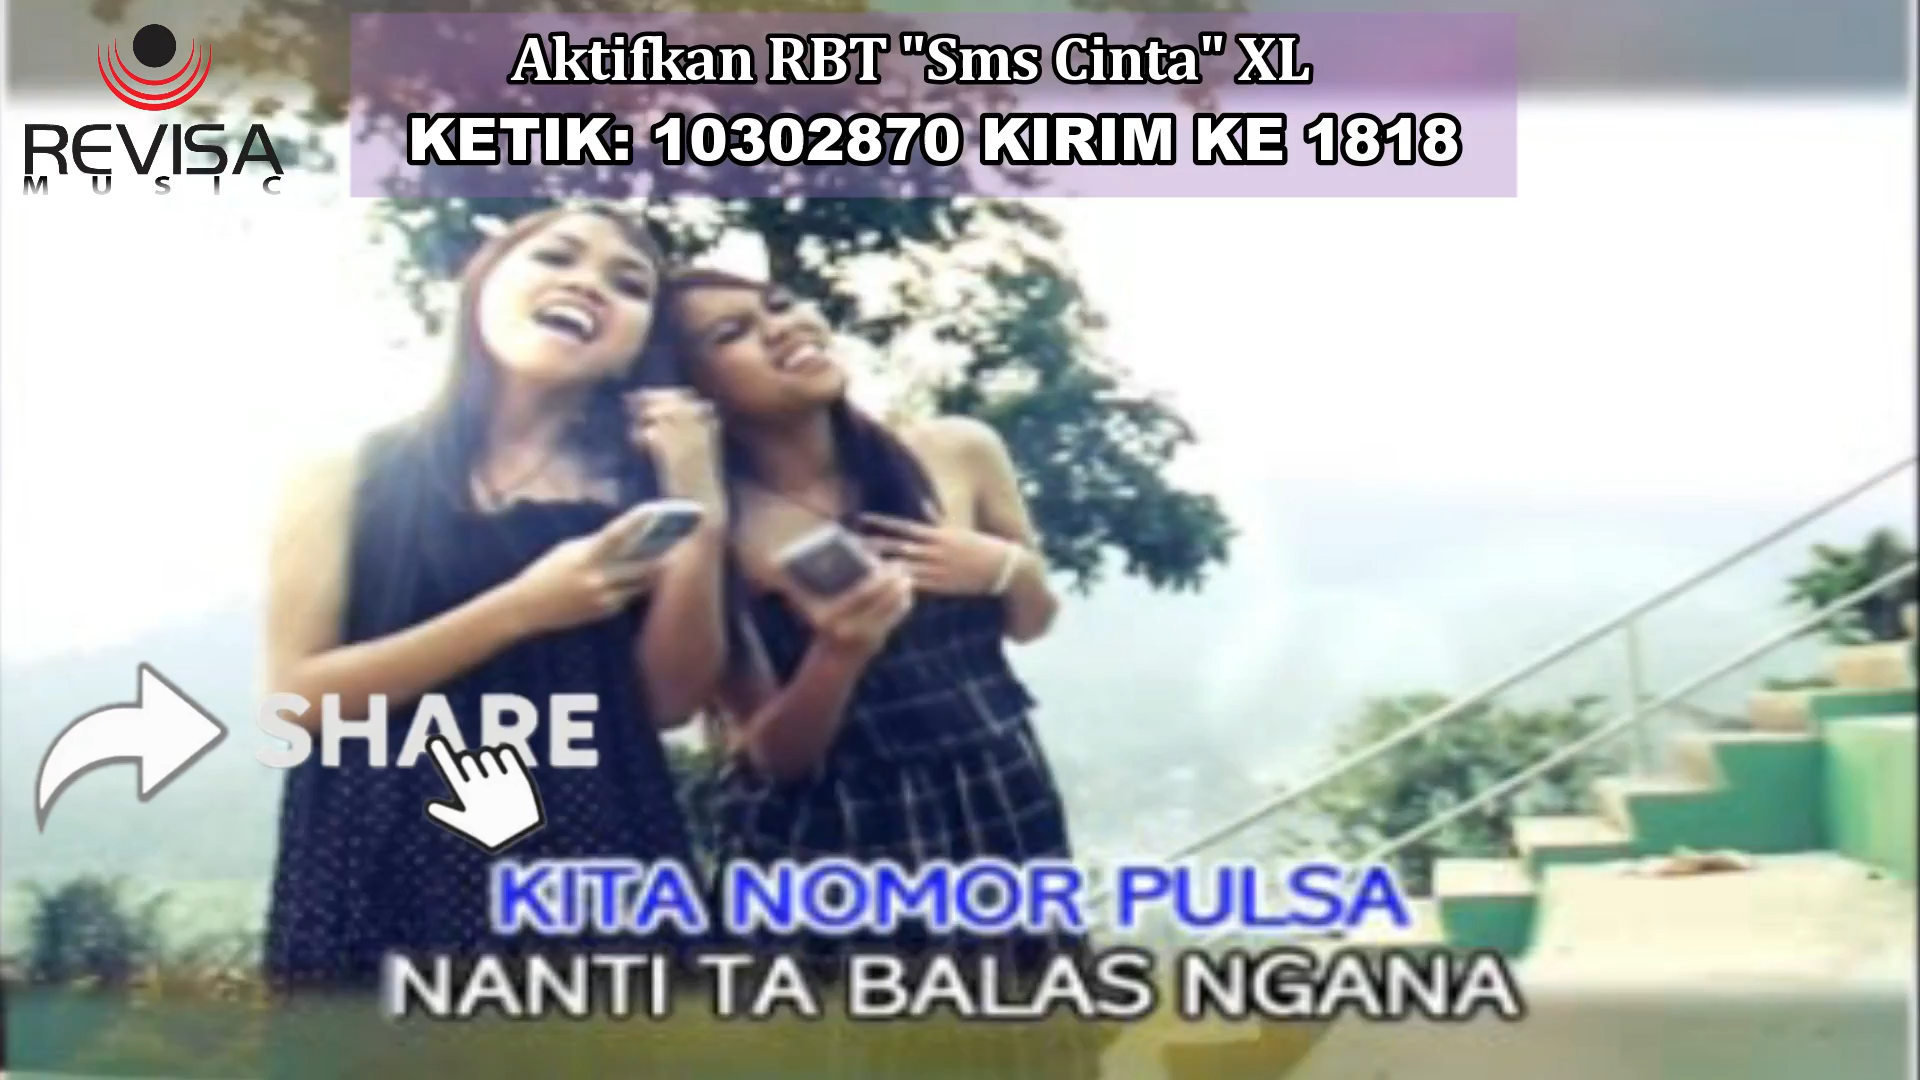 REVISA
MUSIC
Aktifkan RBT "Sms Cinta" XL
KETIK: 10302870 KIRIM KE 1818
SHARE
KITA NOMOR PULSA
NANTI TA BALAS NGANA